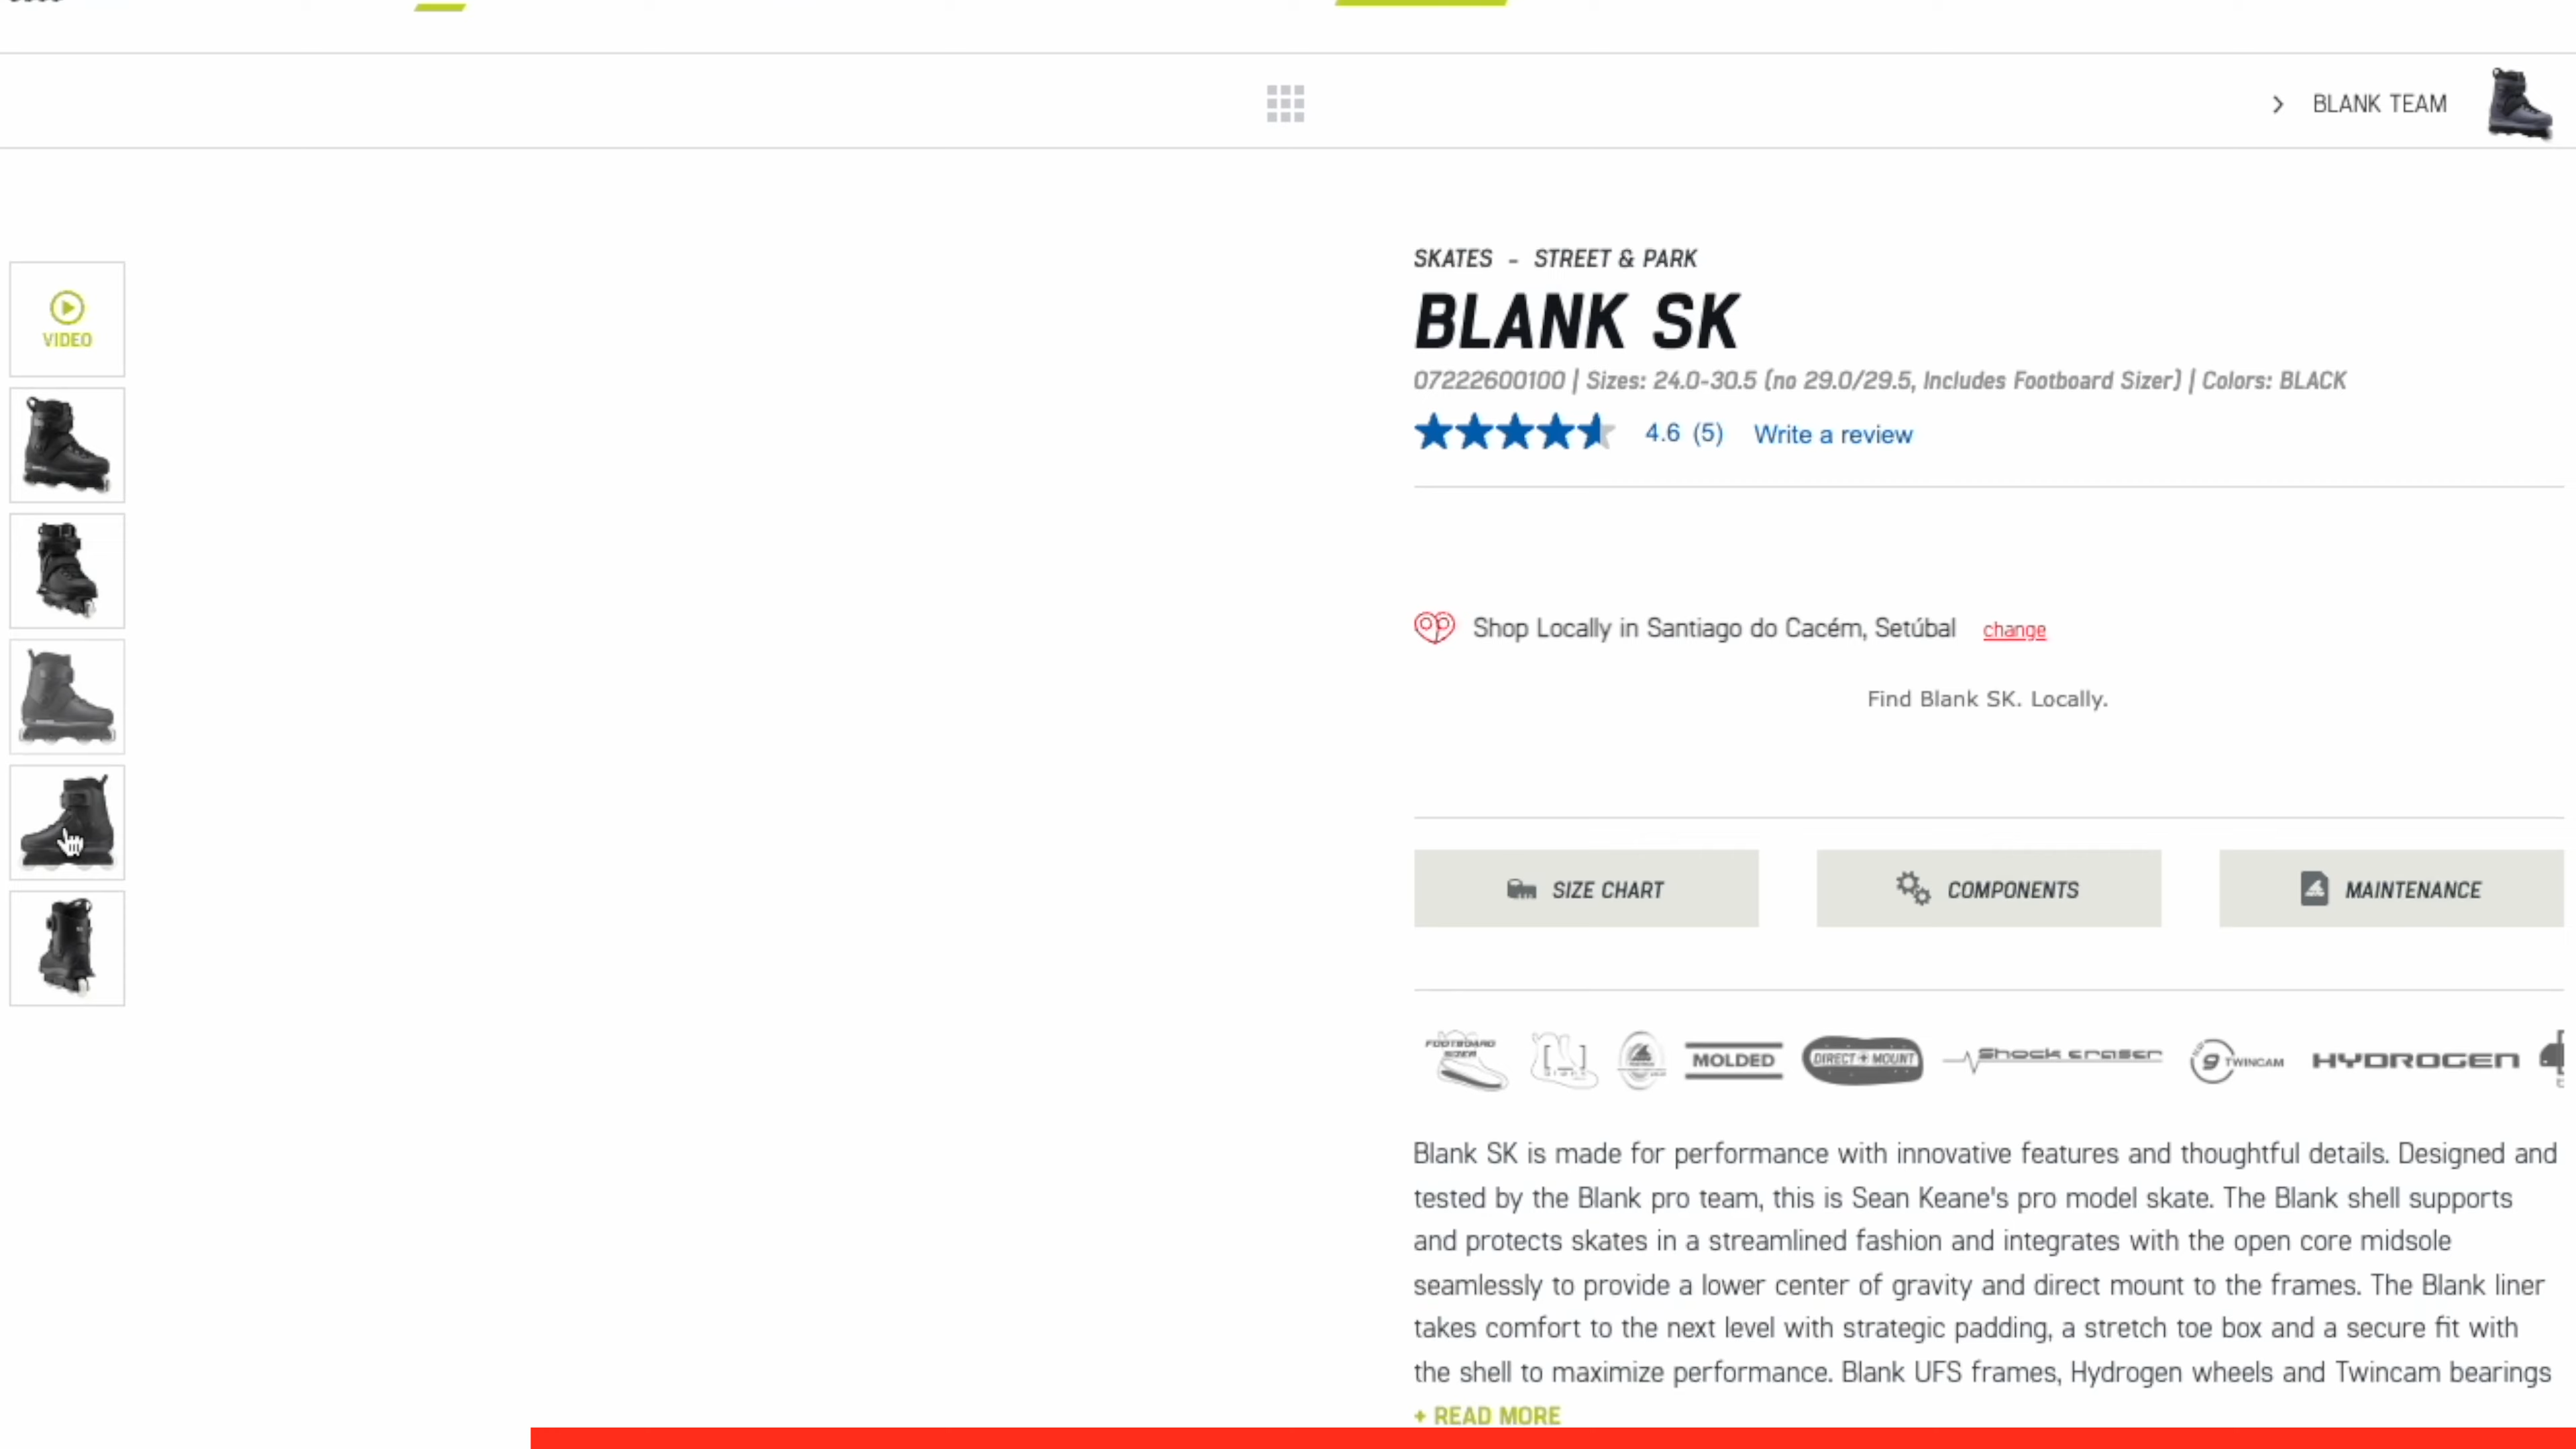 BLANK TEAM
VIDEO
SKATES - STREET & PARK
BLANK SK
07222600100 | Sizes: 24.0-30.5 (no 29.0/29.5, Includes Footboard Sizer) | Colors: BLACK
4.6 (5) Write a review
Shop Locally in Santiago do Cacém, Setúbal change
Find Blank SK. Locally.
SIZE CHART
COMPONENTS
MAINTENANCE
FOOTBOARD
SIZER
MOLDED
DIRECT + MOUNT
Shock eraser
9 TWINCAM
HYDROGEN
Blank SK is made for performance with innovative features and thoughtful details. Designed and
tested by the Blank pro team, this is Sean Keane's pro model skate. The Blank shell supports
and protects skates in a streamlined fashion and integrates with the open core midsole
seamlessly to provide a lower center of gravity and direct mount to the frames. The Blank liner
takes comfort to the next level with strategic padding, a stretch toe box and a secure fit with
the shell to maximize performance. Blank UFS frames, Hydrogen wheels and Twincam bearings
+ READ MORE